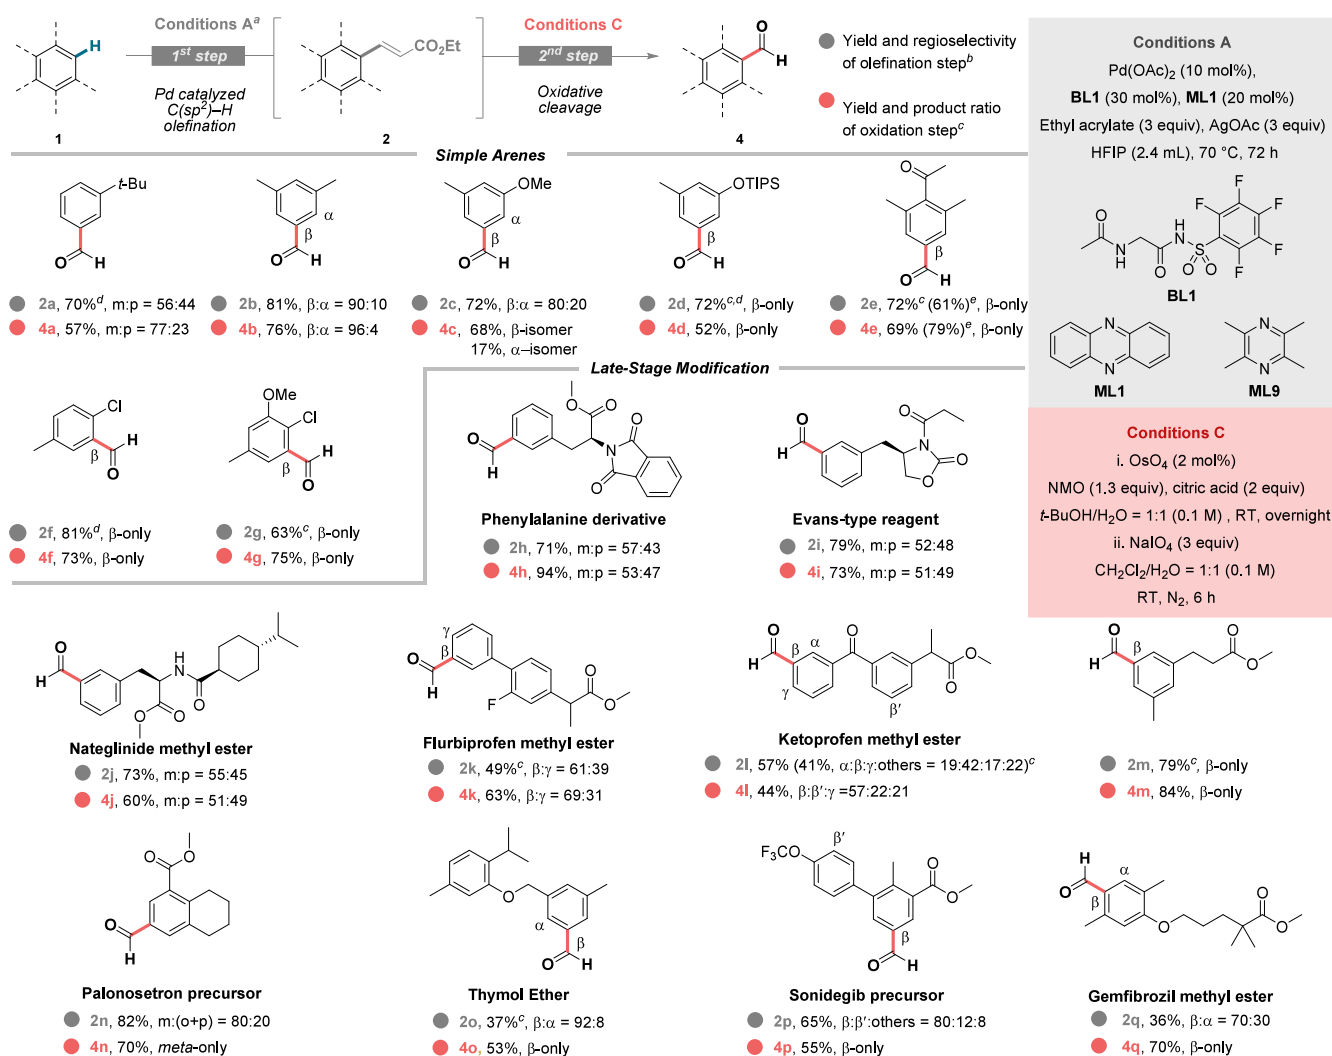 Conditions Aᵃ
Conditions C
H
1st step
CO2Et
2nd step
O
H
Pd catalyzed
C(sp2)–H
olefination
Oxidative
cleavage
1
2
4
Yield and regioselectivity
of olefination stepᵇ
Yield and product ratio
of oxidation stepᶜ
Conditions A
Pd(OAc)2 (10 mol%),
BL1 (30 mol%), ML1 (20 mol%)
Ethyl acrylate (3 equiv), AgOAc (3 equiv)
HFIP (2.4 mL), 70 °C, 72 h
O
N
H
O
H
N
S
O O
F
F
F
F
F
BL1
N
N
ML1
N
N
ML9
Conditions C
i. OsO4 (2 mol%)
NMO (1.3 equiv), citric acid (2 equiv)
t-BuOH/H2O = 1:1 (0.1 M) , RT, overnight
ii. NaIO4 (3 equiv)
CH2Cl2/H2O = 1:1 (0.1 M)
RT, N2, 6 h
Simple Arenes
t-Bu
O H
α
β
O H
OMe
α
β
O H
OTIPS
β
O H
O
β
O H
2a, 70%ᵈ, m:p = 56:44
4a, 57%, m:p = 77:23
2b, 81%, β:α = 90:10
4b, 76%, β:α = 96:4
2c, 72%, β:α = 80:20
4c, 68%, β-isomer
17%, α–isomer
2d, 72%ᶜ,ᵈ, β-only
4d, 52%, β-only
2e, 72%ᶜ (61%)ᵉ, β-only
4e, 69% (79%)ᵉ, β-only
Cl
H
β
O
OMe
Cl
H
β
O
2f, 81%ᵈ, β-only
4f, 73%, β-only
2g, 63%ᶜ, β-only
4g, 75%, β-only
Late-Stage Modification
O
H
O
O
N
O
O
Phenylalanine derivative
2h, 71%, m:p = 57:43
4h, 94%, m:p = 53:47
O
H
O
N
O
O
Evans-type reagent
2i, 79%, m:p = 52:48
4i, 73%, m:p = 51:49
O
H
H
N
O
O
O
Nateglinide methyl ester
2j, 73%, m:p = 55:45
4j, 60%, m:p = 51:49
γ
β
O
H
F
O
O
Flurbiprofen methyl ester
2k, 49%ᶜ, β:γ = 61:39
4k, 63%, β:γ = 69:31
O
H
β
α
γ
O
β′
O
O
Ketoprofen methyl ester
2l, 57% (41%, α:β:γ:others = 19:42:17:22)ᶜ
4l, 44%, β:β′:γ =57:22:21
O
H
β
O
O
2m, 79%ᶜ, β-only
4m, 84%, β-only
O
O
O
H
Palonosetron precursor
2n, 82%, m:(o+p) = 80:20
4n, 70%, meta-only
O
α
β
O H
Thymol Ether
2o, 37%ᶜ, β:α = 92:8
4o, 53%, β-only
F3CO
β′
O
O
β
O H
Sonidegib precursor
2p, 65%, β:β′:others = 80:12:8
4p, 55%, β-only
H
O
α
β
O
O
O
Gemfibrozil methyl ester
2q, 36%, β:α = 70:30
4q, 70%, β-only